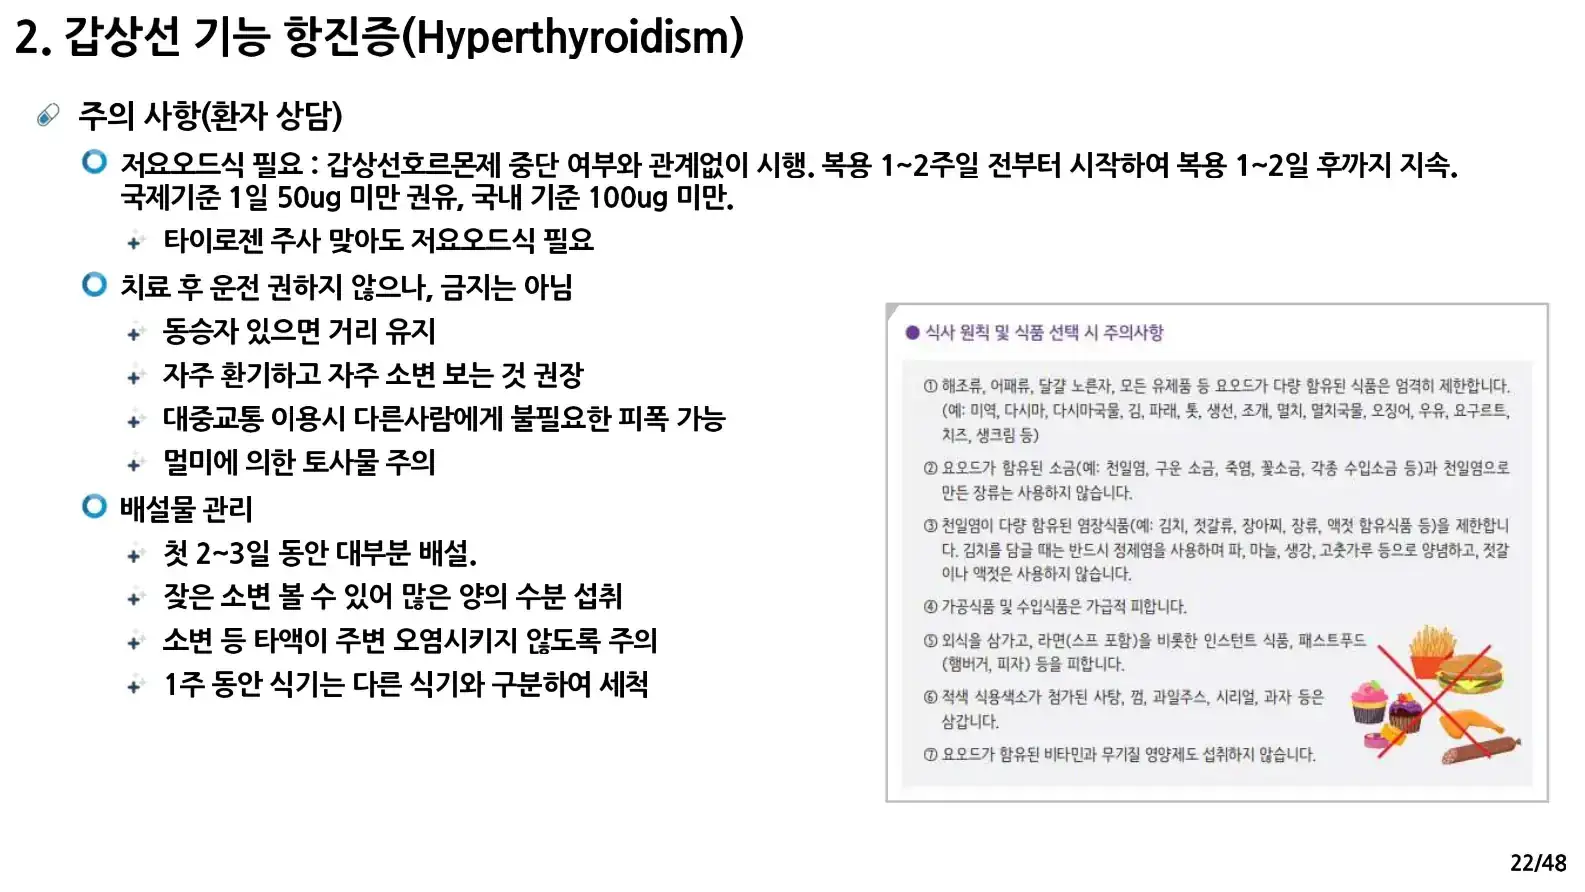 2. 갑상선 기능 항진증(Hyperthyroidism)
주의 사항(환자 상담)
저요오드식 필요 : 갑상선호르몬제 중단 여부와 관계없이 시행. 복용 1~2주일 전부터 시작하여 복용 1~2일 후까지 지속.
국제기준 1일 50ug 미만 권유, 국내 기준 100ug 미만.
타이로젠 주사 맞아도 저요오드식 필요
치료 후 운전 권하지 않으나, 금지는 아님
동승자 있으면 거리 유지
자주 환기하고 자주 소변 보는 것 권장
대중교통 이용시 다른사람에게 불필요한 피폭 가능
멀미에 의한 토사물 주의
배설물 관리
첫 2~3일 동안 대부분 배설.
잦은 소변 볼 수 있어 많은 양의 수분 섭취
소변 등 타액이 주변 오염시키지 않도록 주의
1주 동안 식기는 다른 식기와 구분하여 세척
● 식사 원칙 및 식품 선택 시 주의사항
① 해조류, 어패류, 달걀 노른자, 모든 유제품 등 요오드가 다량 함유된 식품은 엄격히 제한합니다.
(예: 미역, 다시마, 다시마국물, 김, 파래, 톳, 생선, 조개, 멸치, 멸치국물, 오징어, 우유, 요구르트,
치즈, 생크림 등)
② 요오드가 함유된 소금(예: 천일염, 구운 소금, 죽염, 꽃소금, 각종 수입소금 등)과 천일염으로
만든 장류는 사용하지 않습니다.
③ 천일염이 다량 함유된 염장식품(예: 김치, 젓갈류, 장아찌, 장류, 액젓 함유식품 등)을 제한합니
다. 김치를 담글 때는 반드시 정제염을 사용하며 파, 마늘, 생강, 고춧가루 등으로 양념하고, 젓갈
이나 액젓은 사용하지 않습니다.
④ 가공식품 및 수입식품은 가급적 피합니다.
⑤ 외식을 삼가고, 라면(스프 포함)을 비롯한 인스턴트 식품, 패스트푸드
(햄버거, 피자) 등을 피합니다.
⑥ 적색 식용색소가 첨가된 사탕, 껌, 과일주스, 시리얼, 과자 등은
삼갑니다.
⑦ 요오드가 함유된 비타민과 무기질 영양제도 섭취하지 않습니다.
22/48